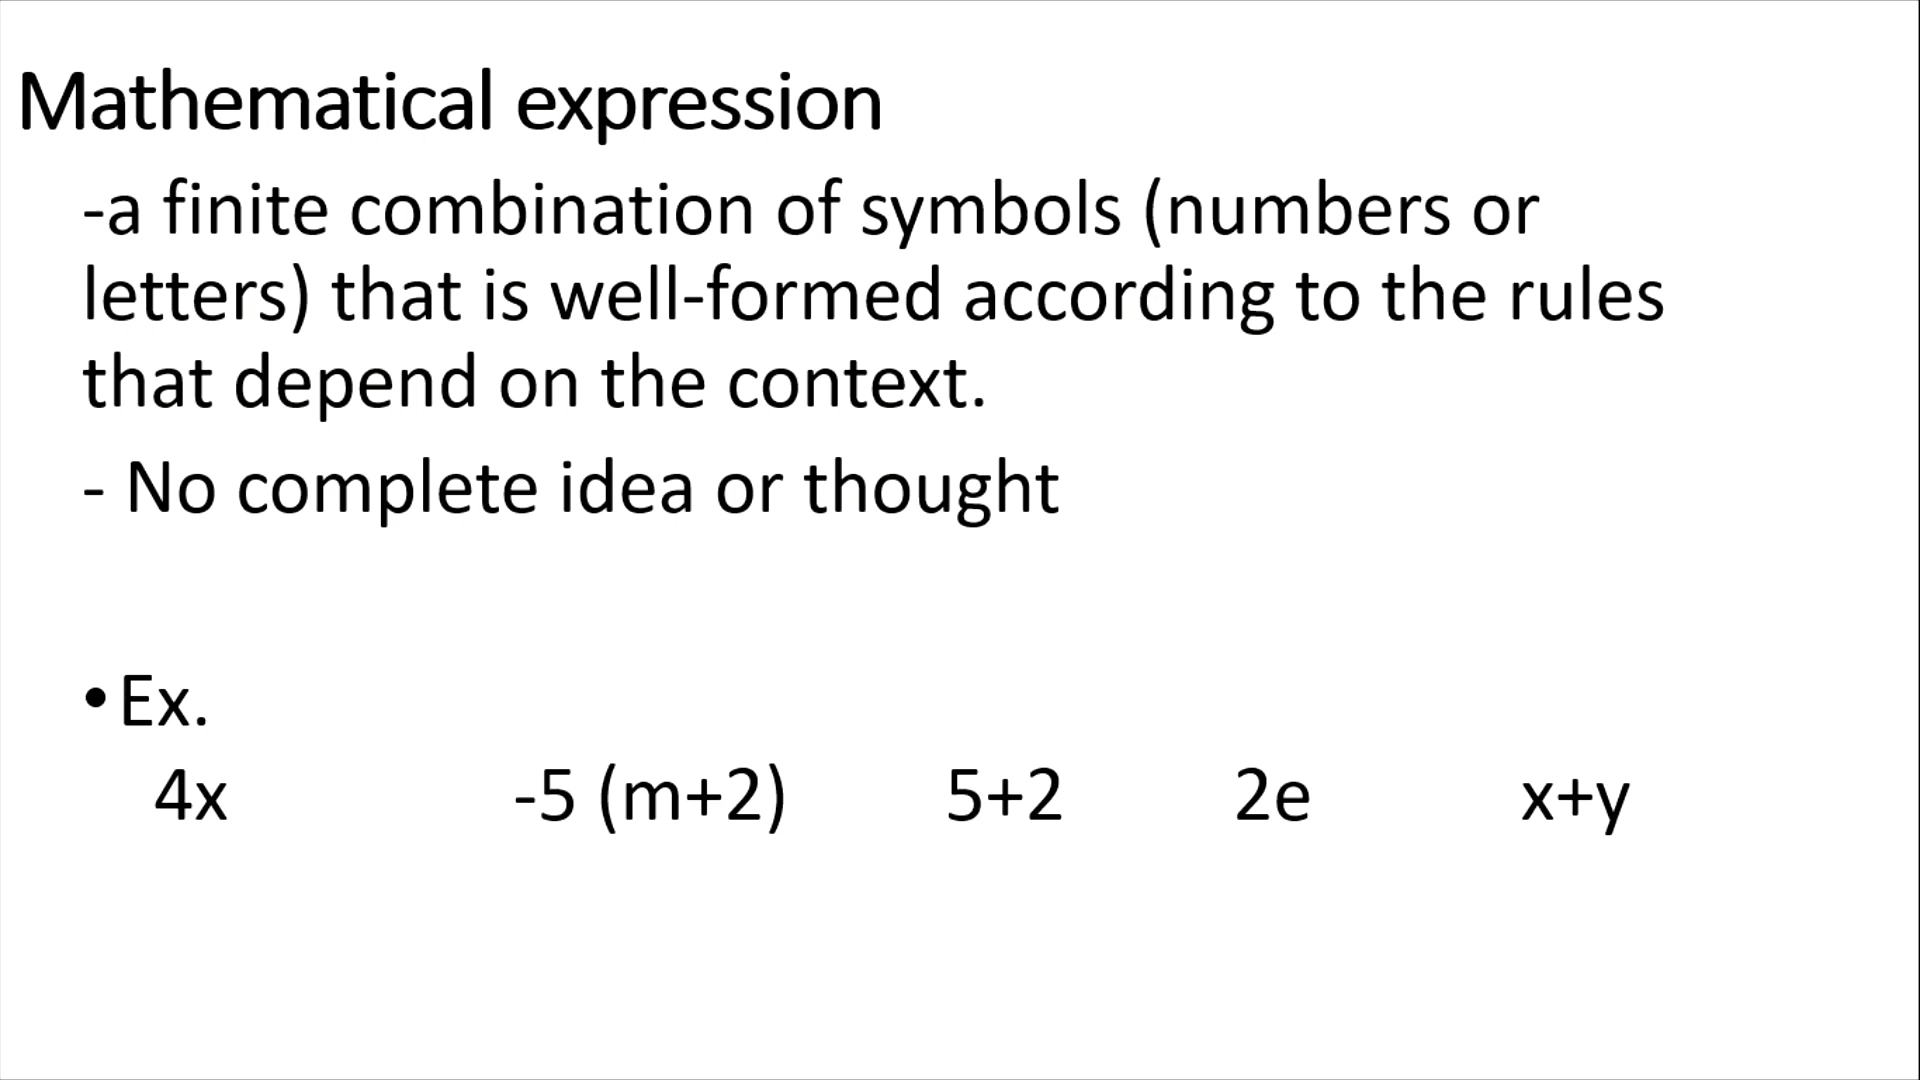 Mathematical expression
-a finite combination of symbols (numbers or
letters) that is well-formed according to the rules
that depend on the context.
- No complete idea or thought
•Ex.
4x -5 (m+2) 5+2 2e x+y